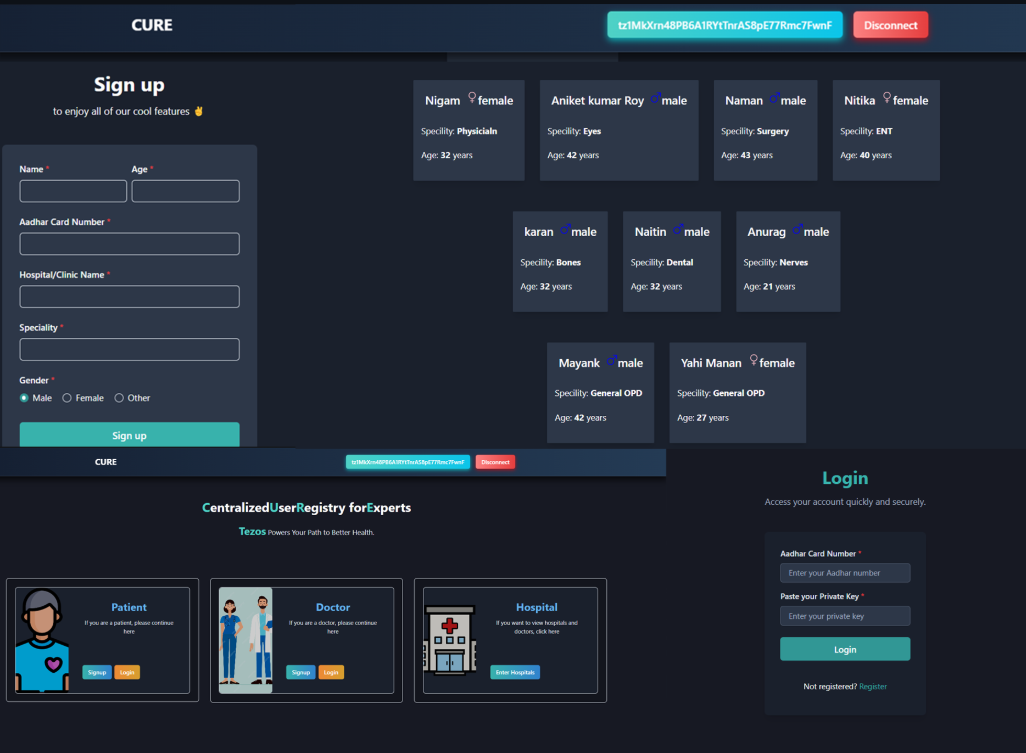 CURE
tz1MkXrn48PB6A1RYtTnrAS8pE77Rmc7FwnF
Disconnect
Sign up
to enjoy all of our cool features ✌
Name *
Age *
Aadhar Card Number *
Hospital/Clinic Name *
Speciality *
Gender *
Male
Female
Other
Sign up
Nigam ♀female
Specility: Physicialn
Age: 32 years
Aniket kumar Roy ♂male
Specility: Eyes
Age: 42 years
Naman ♂male
Specility: Surgery
Age: 43 years
Nitika ♀female
Specility: ENT
Age: 40 years
karan ♂male
Specility: Bones
Age: 32 years
Naitin ♂male
Specility: Dental
Age: 32 years
Anurag ♂male
Specility: Nerves
Age: 21 years
Mayank ♂male
Specility: General OPD
Age: 42 years
Yahi Manan ♀female
Specility: General OPD
Age: 27 years
CURE
tz1MkXrn48PB6A1RYtTnrAS8pE77Rmc7FwnF
Disconnect
CentralizedUserRegistry forExperts
Tezos Powers Your Path to Better Health.
Patient
If you are a patient, please continue
here
Signup
Login
Doctor
If you are a doctor, please continue
here
Signup
Login
Hospital
If you want to view hospitals and
doctors, click here
Enter Hospitals
Login
Access your account quickly and securely.
Aadhar Card Number *
Enter your Aadhar number
Paste your Private Key *
Enter your private key
Login
Not registered? Register